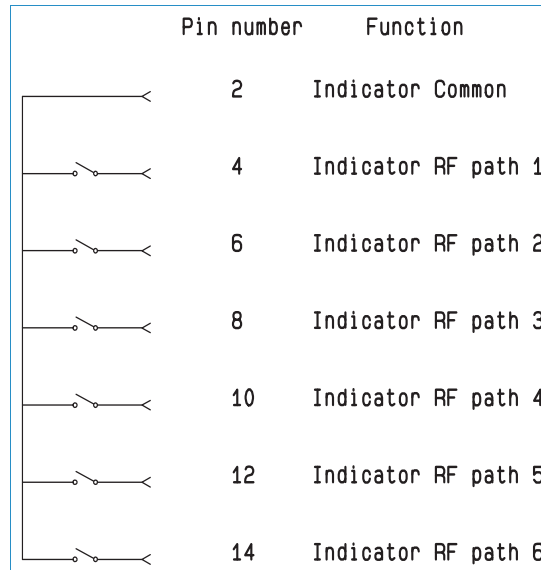 Pin number Function
2 Indicator Common
4 Indicator RF path 1
6 Indicator RF path 2
8 Indicator RF path 3
10 Indicator RF path 4
12 Indicator RF path 5
14 Indicator RF path 6